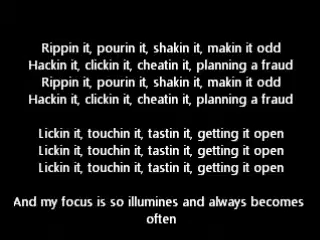 Rippin it, pourin it, shakin it, makin it odd
Hackin it, clickin it, cheatin it, planning a fraud
Rippin it, pourin it, shakin it, makin it odd
Hackin it, clickin it, cheatin it, planning a fraud
Lickin it, touchin it, tastin it, getting it open
Lickin it, touchin it, tastin it, getting it open
Lickin it, touchin it, tastin it, getting it open
And my focus is so illumines and always becomes
often